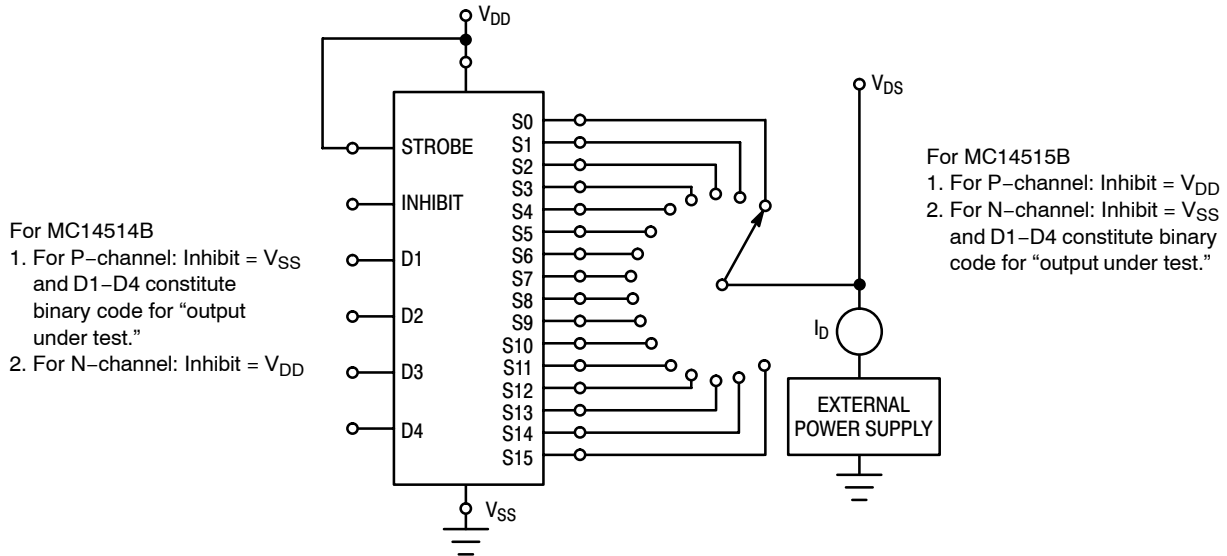 VDD
VDS
STROBE
INHIBIT
D1
D2
D3
D4
S0
S1
S2
S3
S4
S5
S6
S7
S8
S9
S10
S11
S12
S13
S14
S15
VSS
ID
EXTERNAL
POWER SUPPLY
For MC14514B
1. For P−channel: Inhibit = VSS
and D1−D4 constitute
binary code for “output
under test.”
2. For N−channel: Inhibit = VDD
For MC14515B
1. For P−channel: Inhibit = VDD
2. For N−channel: Inhibit = VSS
and D1−D4 constitute binary
code for “output under test.”